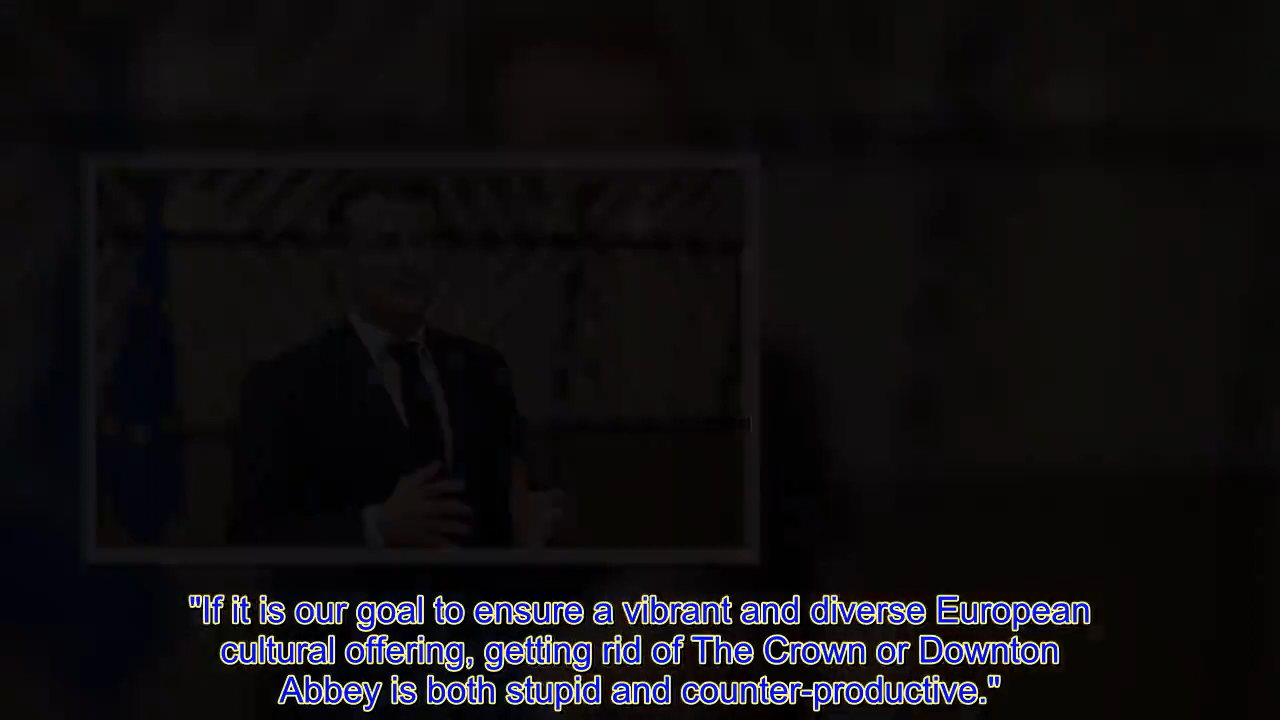 "If it is our goal to ensure a vibrant and diverse European
cultural offering, getting rid of The Crown or Downton
Abbey is both stupid and counter-productive."